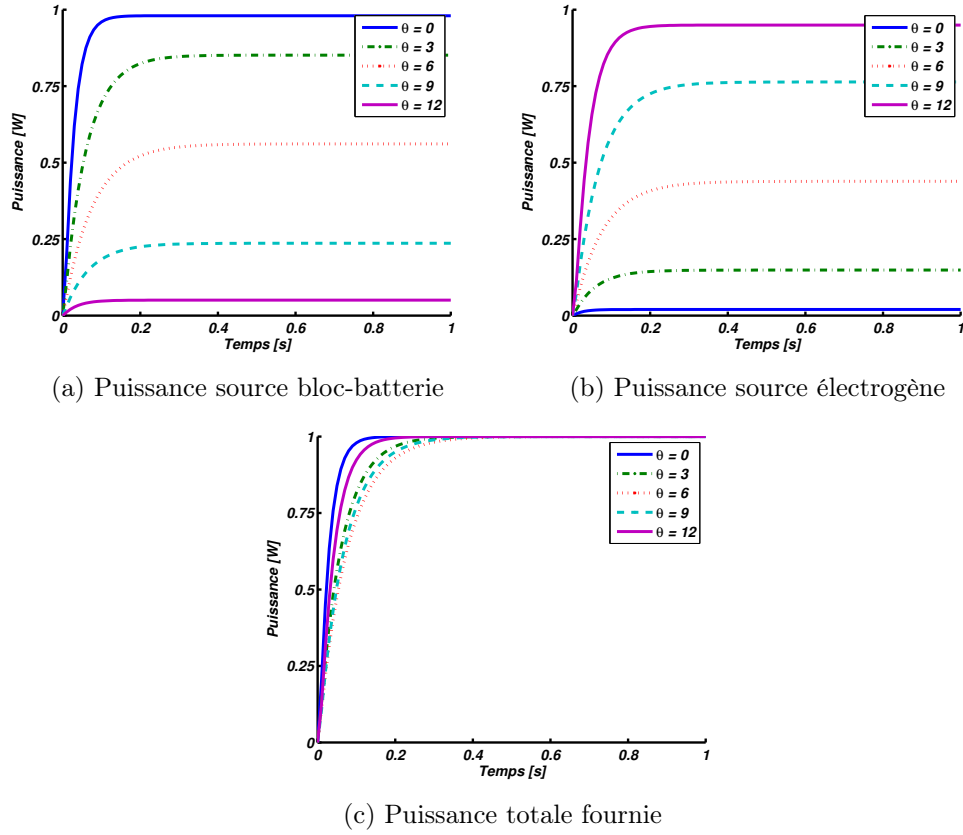 1
0.75
0.5
0.25
0
Puissance [W]
0 0.2 0.4 0.6 0.8 1
Temps [s]
θ = 0
θ = 3
θ = 6
θ = 9
θ = 12
(a) Puissance source bloc-batterie
1
0.75
0.5
0.25
0
Puissance [W]
0 0.2 0.4 0.6 0.8 1
Temps [s]
θ = 0
θ = 3
θ = 6
θ = 9
θ = 12
(b) Puissance source électrogène
1
0.75
0.5
0.25
0
Puissance [W]
0 0.2 0.4 0.6 0.8 1
Temps [s]
θ = 0
θ = 3
θ = 6
θ = 9
θ = 12
(c) Puissance totale fournie